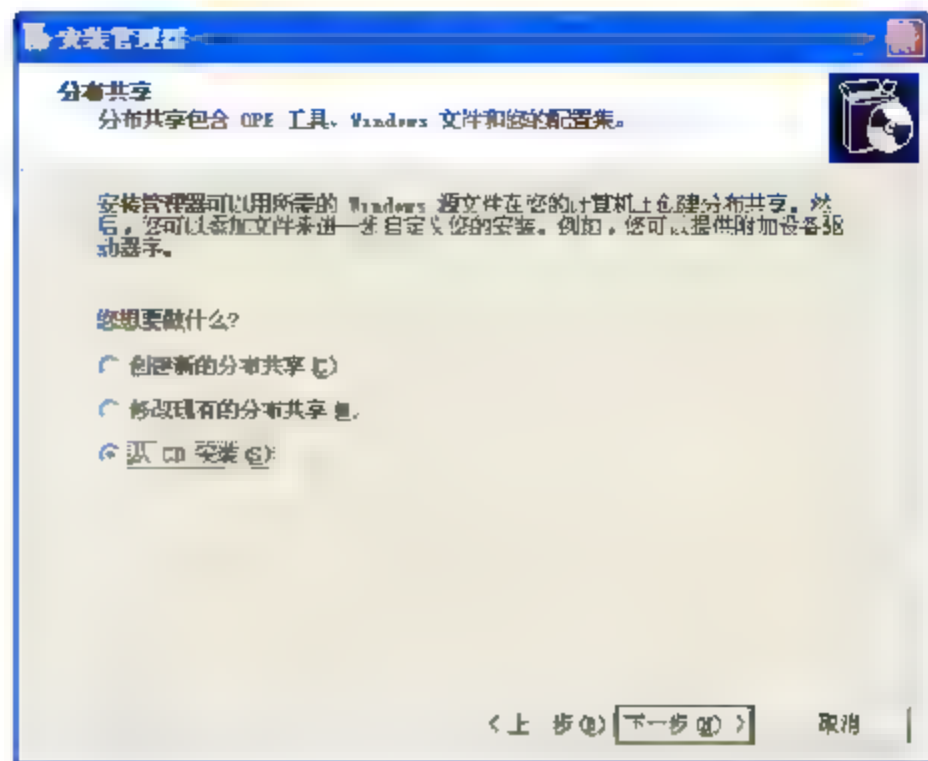 安装管理器
分布共享
分布共享包含 OPE 工具、Windows 文件和您的配置集。
安装管理器可以用所需的 Windows 源文件在您的计算机上创建分布共享。然
后，您可以添加文件来进一步自定义您的安装。例如，您可以提供附加设备驱
动器字。
您想要做什么?
创建新的分布共享(C)
修改现有的分布共享
从 CD 安装(S)
<上一步(B) 下一步(N) >
取消